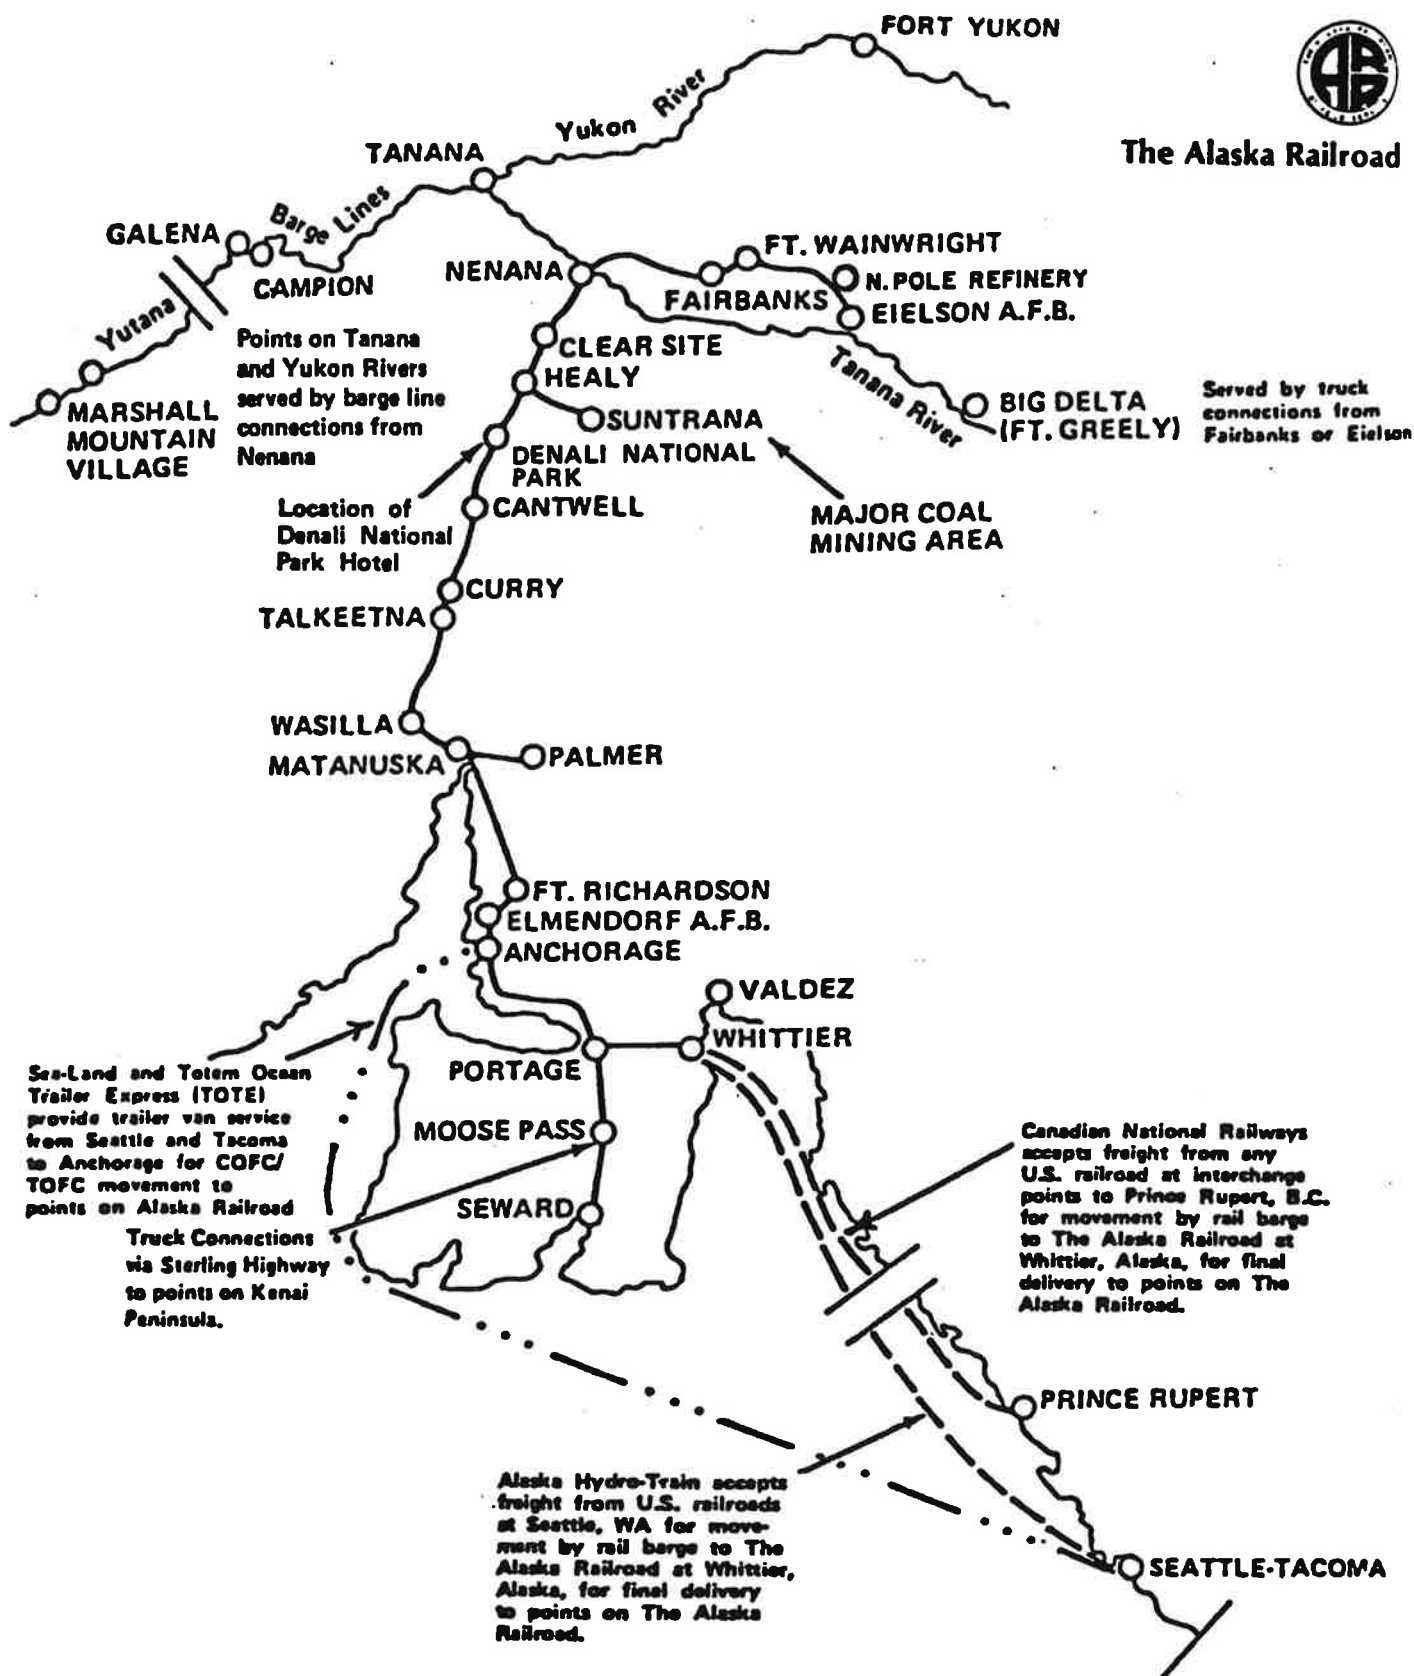 FORT YUKON
The Alaska Railroad
Yukon River
TANANA
Barge Lines
GALENA
CAMPION
Yutana
NENANA
FT. WAINWRIGHT
N. POLE REFINERY
FAIRBANKS
EIELSON A.F.B.
Points on Tanana
and Yukon Rivers
served by barge line
connections from
Nenana
MARSHALL
MOUNTAIN
VILLAGE
CLEAR SITE
HEALY
SUNTRANA
Tanana River
BIG DELTA
(FT. GREELY)
Served by truck
connections from
Fairbanks or Eielson
DENALI NATIONAL
PARK
Location of
Denali National
Park Hotel
CANTWELL
MAJOR COAL
MINING AREA
CURRY
TALKEETNA
WASILLA
MATANUSKA
PALMER
FT. RICHARDSON
ELMENDORF A.F.B.
ANCHORAGE
VALDEZ
WHITTIER
PORTAGE
Sea-Land and Totem Ocean
Trailer Express (TOTE)
provide trailer van service
from Seattle and Tacoma
to Anchorage for COFC/
TOFC movement to
points on Alaska Railroad
MOOSE PASS
SEWARD
Truck Connections
via Sterling Highway
to points on Kenai
Peninsula.
Canadian National Railways
accepts freight from any
U.S. railroad at interchange
points to Prince Rupert, B.C.
for movement by rail barge
to The Alaska Railroad at
Whittier, Alaska, for final
delivery to points on The
Alaska Railroad.
PRINCE RUPERT
Alaska Hydro-Train accepts
freight from U.S. railroads
at Seattle, WA for move-
ment by rail barge to The
Alaska Railroad at Whittier,
Alaska, for final delivery
to points on The Alaska
Railroad.
SEATTLE-TACOMA